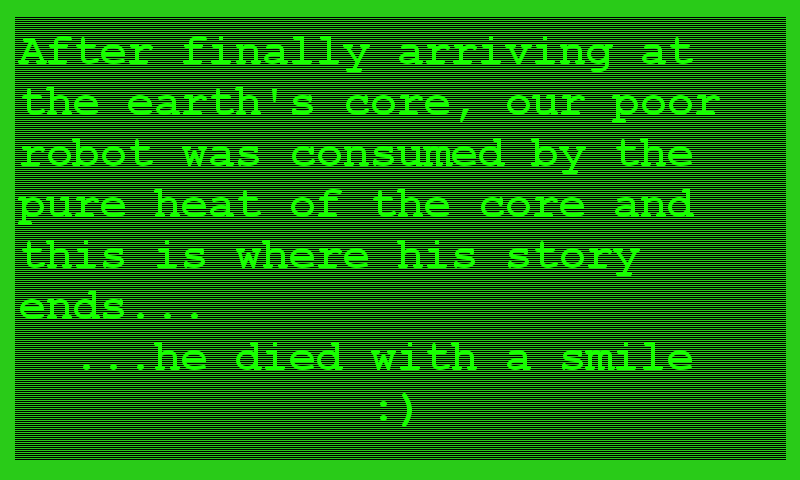 After finally arriving at
the earth's core, our poor
robot was consumed by the
pure heat of the core and
this is where his story
ends...
...he died with a smile
:)